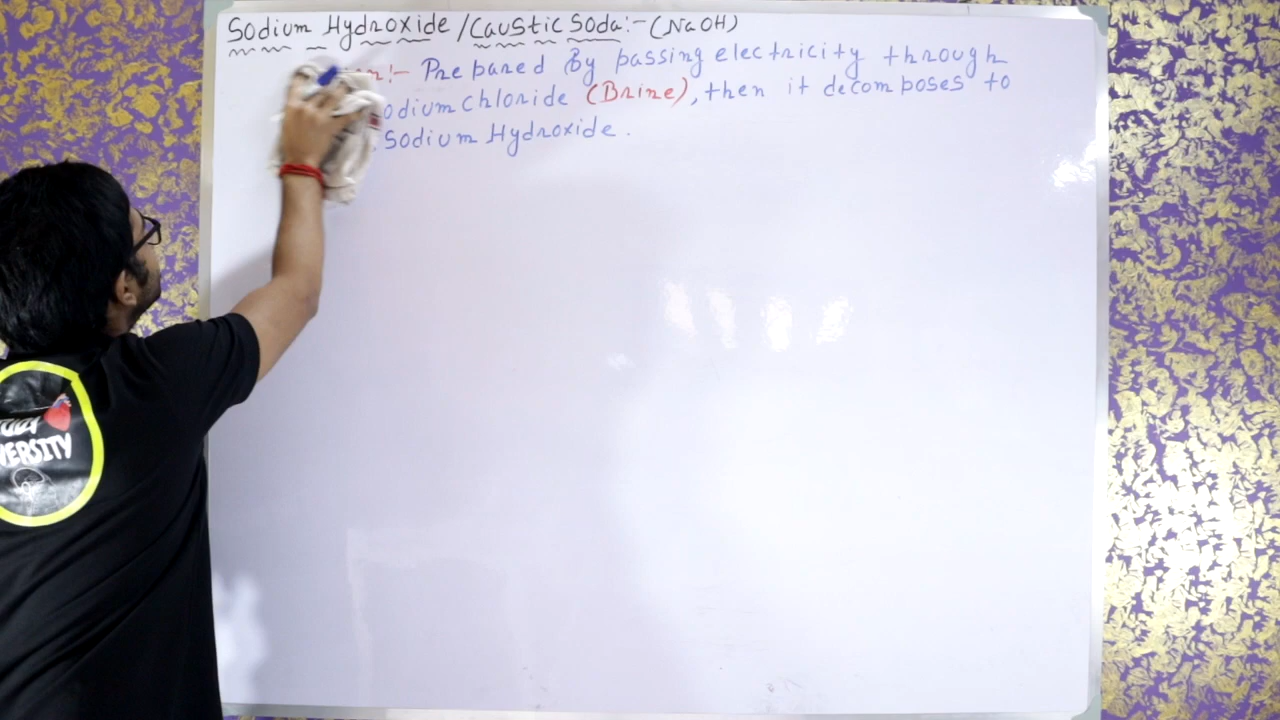 Sodium Hydroxide / Caustic Soda:- (NaOH)
:- Prepared By passing electricity through
odium Chloride (Brine), then it decomposes to
Sodium Hydroxide.
VERSITY